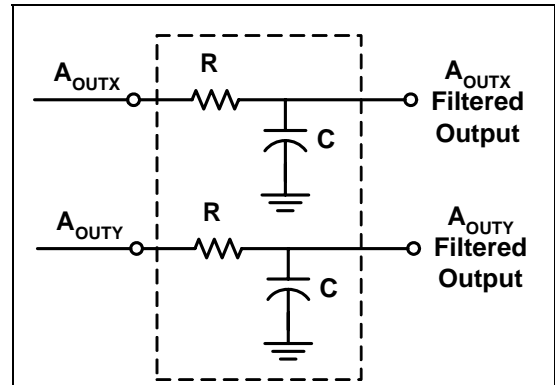 A_OUTX
R
C
A_OUTX
Filtered
Output
A_OUTY
R
C
A_OUTY
Filtered
Output